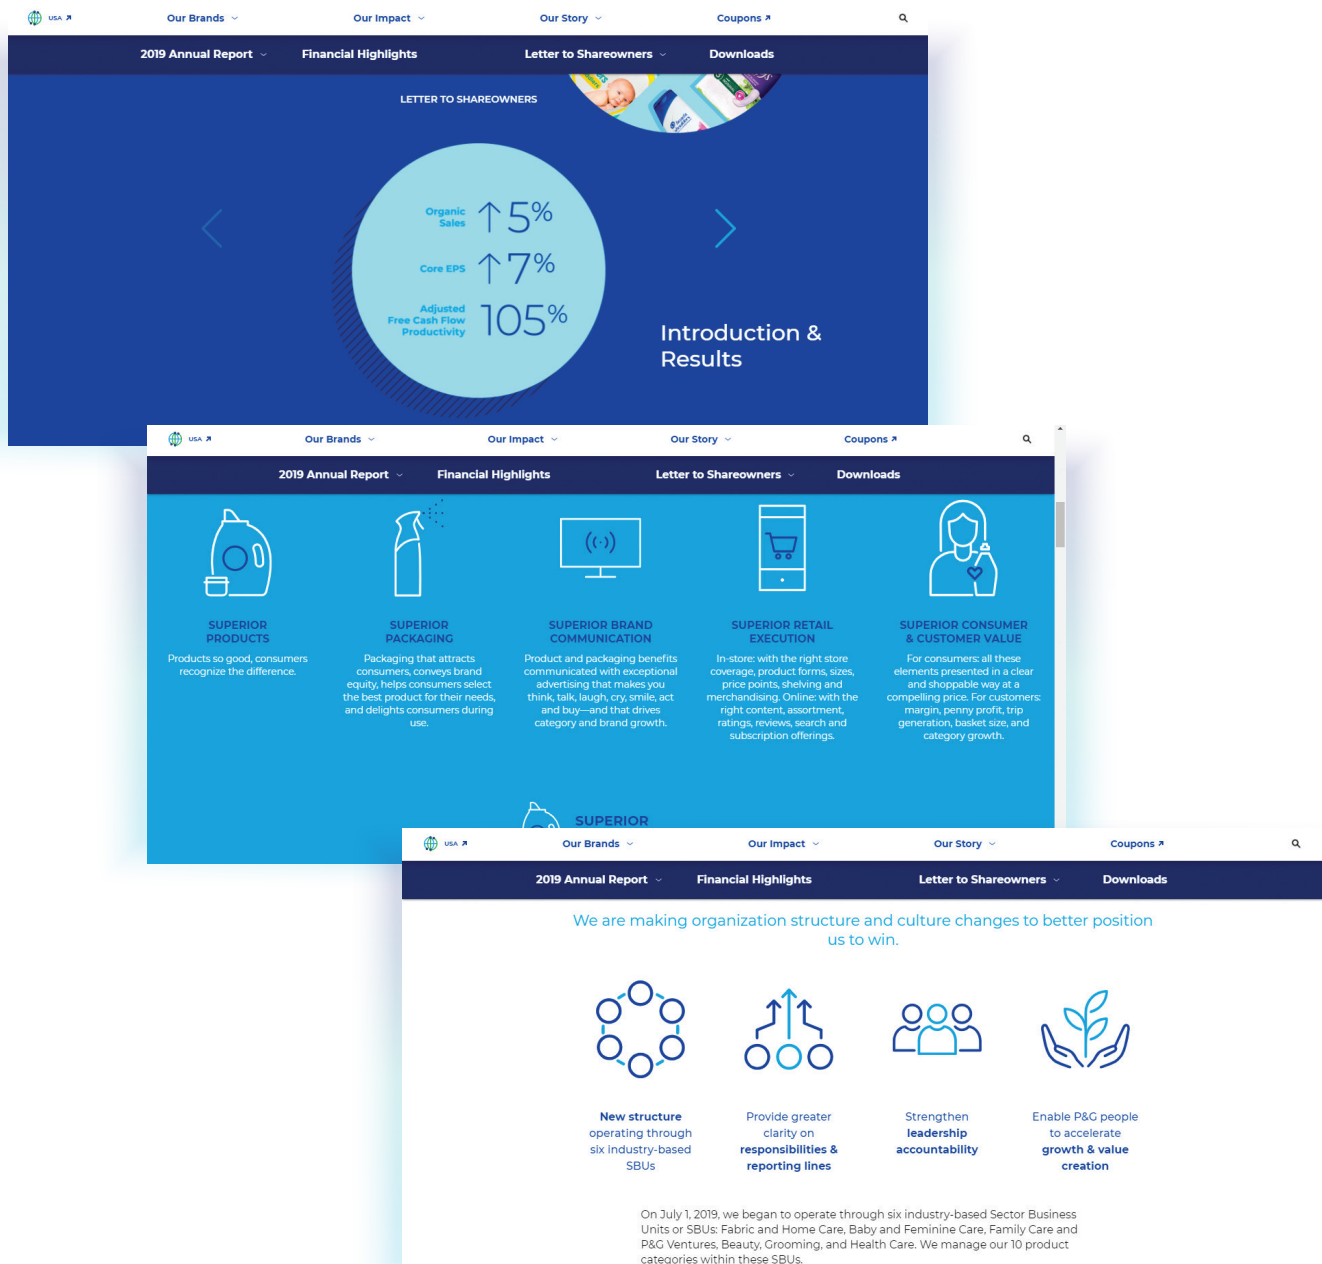 USA
Our Brands
Our Impact
Our Story
Coupons
2019 Annual Report
Financial Highlights
Letter to Shareowners
Downloads
LETTER TO SHAREOWNERS
Organic
Sales
↑5%
Core EPS
↑7%
Adjusted
Free Cash Flow
Productivity
105%
Introduction &
Results
USA
Our Brands
Our Impact
Our Story
Coupons
2019 Annual Report
Financial Highlights
Letter to Shareowners
Downloads
SUPERIOR
PRODUCTS
Products so good, consumers
recognize the difference.
SUPERIOR
PACKAGING
Packaging that attracts
consumers, conveys brand
equity, helps consumers select
the best product for their needs,
and delights consumers during
use.
SUPERIOR BRAND
COMMUNICATION
Product and packaging benefits
communicated with exceptional
advertising that makes you
think, talk, laugh, cry, smile, act
and buy—and that drives
category and brand growth.
SUPERIOR RETAIL
EXECUTION
In-store: with the right store
coverage, product forms, sizes,
price points, shelving and
merchandising. Online: with the
right content, assortment,
ratings, reviews, search and
subscription offerings.
SUPERIOR CONSUMER
& CUSTOMER VALUE
For consumers: all these
elements presented in a clear
and shoppable way at a
compelling price. For customers:
margin, penny profit, trip
generation, basket size, and
category growth.
SUPERIOR
USA
Our Brands
Our Impact
Our Story
Coupons
2019 Annual Report
Financial Highlights
Letter to Shareowners
Downloads
We are making organization structure and culture changes to better position
us to win.
New structure
operating through
six industry-based
SBUs
Provide greater
clarity on
responsibilities &
reporting lines
Strengthen
leadership
accountability
Enable P&G people
to accelerate
growth & value
creation
On July 1, 2019, we began to operate through six industry-based Sector Business
Units or SBUs: Fabric and Home Care, Baby and Feminine Care, Family Care and
P&G Ventures, Beauty, Grooming, and Health Care. We manage our 10 product
categories within these SBUs.